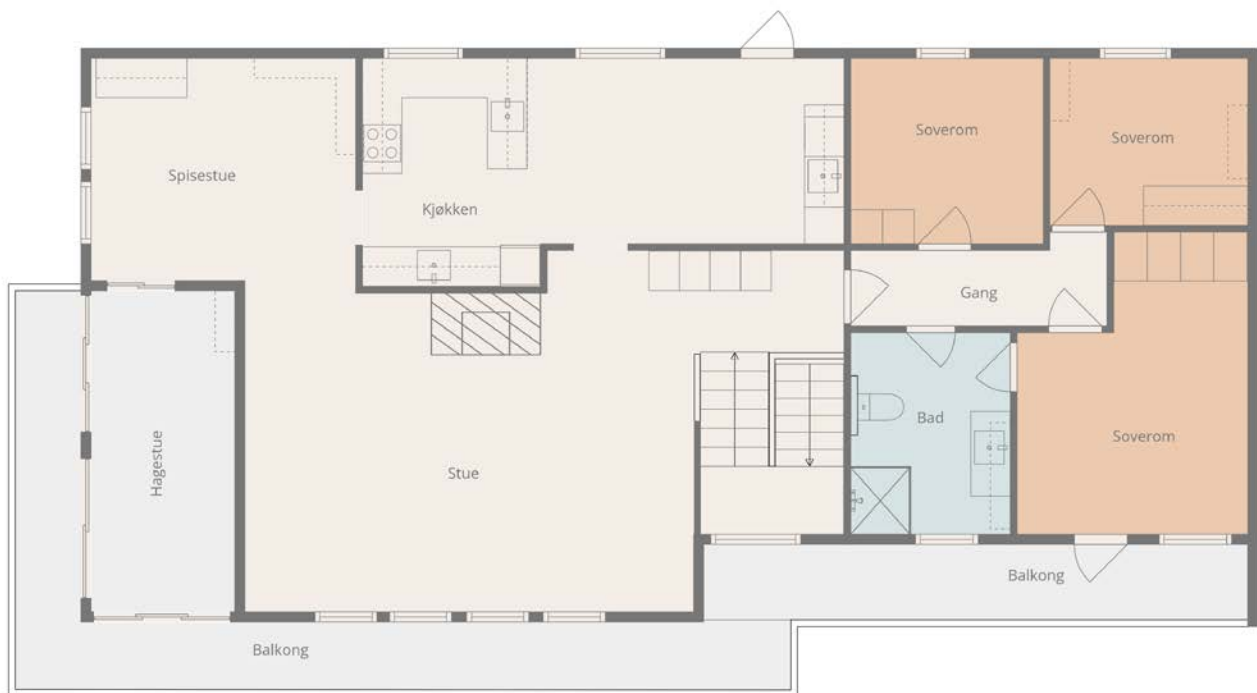 Soverom
Soverom
Spisestue
Kjøkken
Gang
Bad
Soverom
Stue
Hagestue
Balkong
Balkong